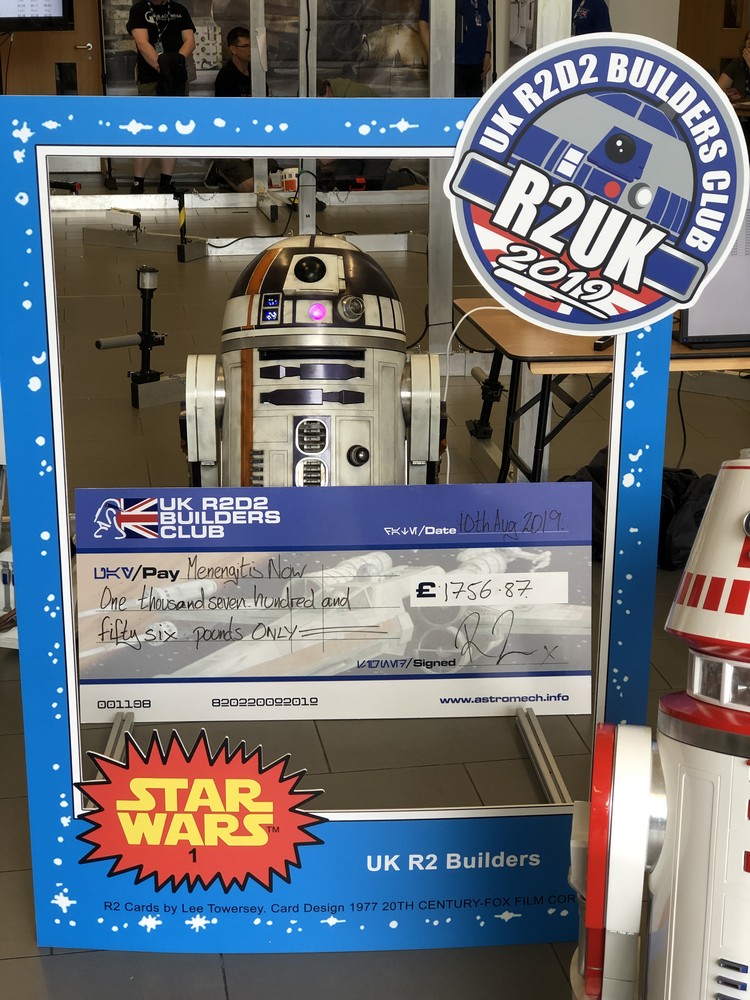 UK R2D2 BUILDERS CLUB
R2UK
2019
UK R2D2
BUILDERS
CLUB
/Date 10th Aug 2019.
/Pay Menengitis Now
One thousand seven hundred and
£ 1756.87
fifty six pounds ONLY
/Signed
001198
www.astromech.info
STAR
WARS™
1
UK R2 Builders
R2 Cards by Lee Towersey. Card Design 1977 20TH CENTURY-FOX FILM COR